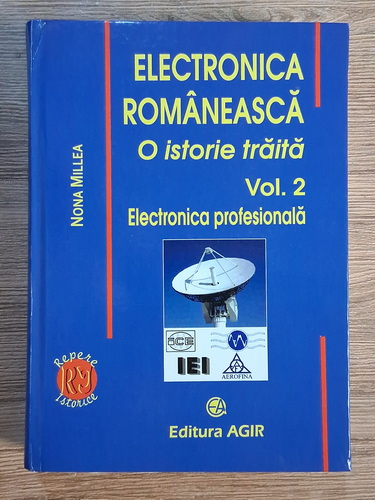 ELECTRONICA
ROMÂNEASCĂ
O istorie trăită
Vol. 2
Electronica profesională
NONA MILLEA
ICE
IEI
AEROFINA
Repere
Istorice
Editura AGIR